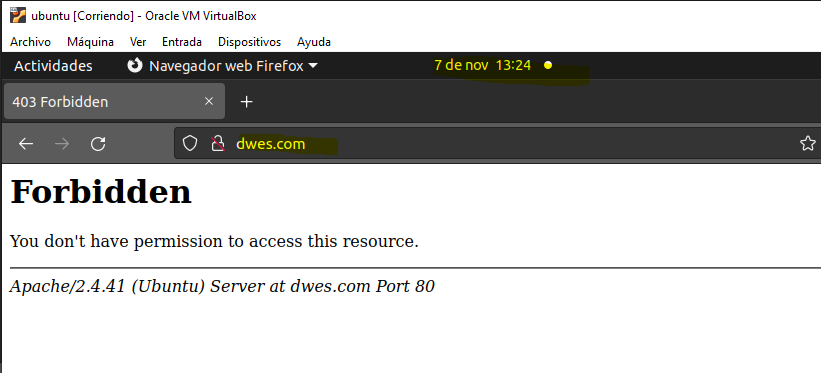 ubuntu [Corriendo] - Oracle VM VirtualBox
Archivo Máquina Ver Entrada Dispositivos Ayuda
Actividades Navegador web Firefox 7 de nov 13:24
403 Forbidden
dwes.com
Forbidden
You don't have permission to access this resource.
Apache/2.4.41 (Ubuntu) Server at dwes.com Port 80